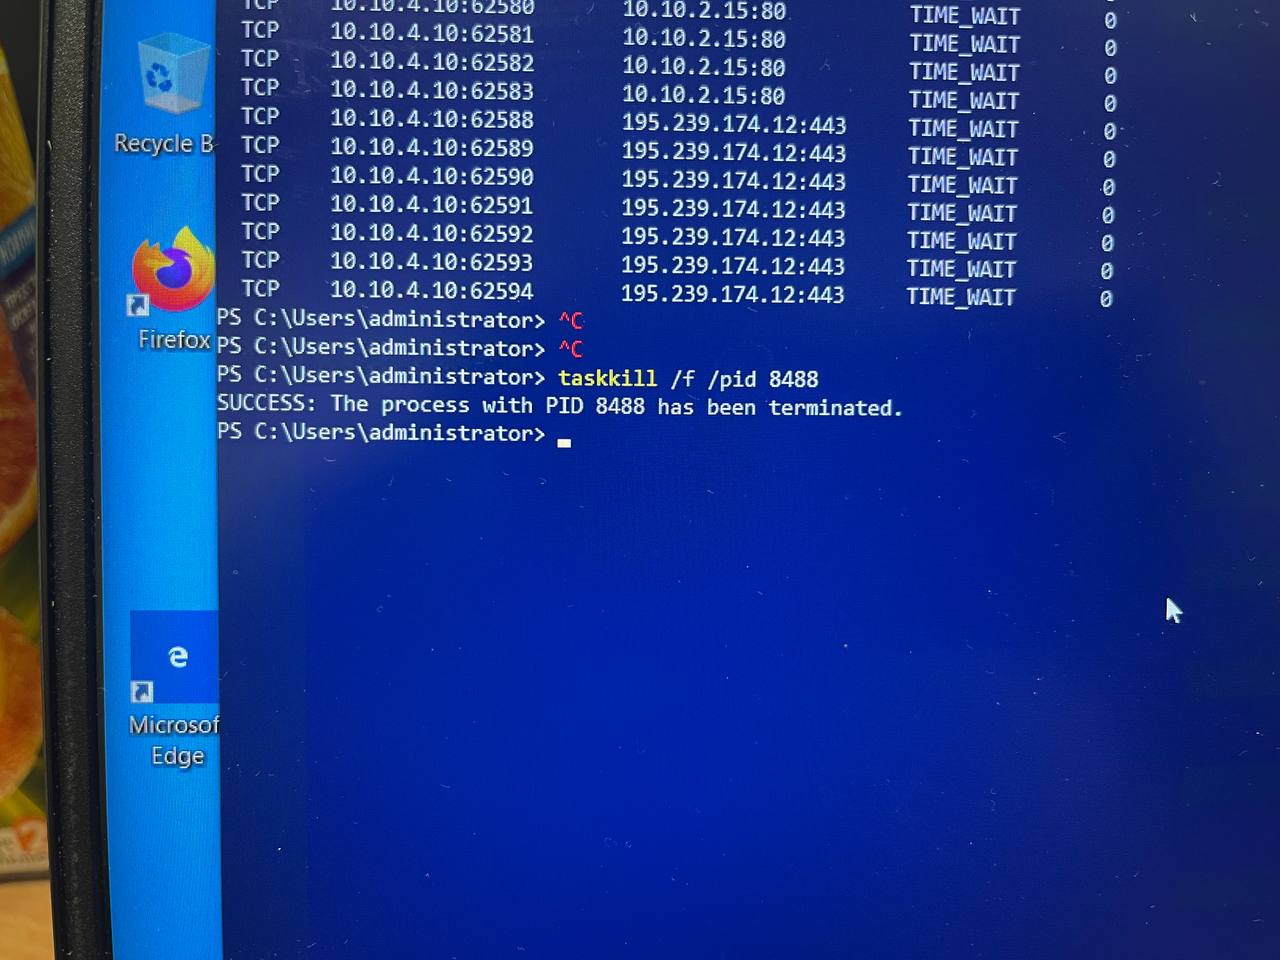 TCP 10.10.4.10:62580 10.10.2.15:80 TIME_WAIT 0
TCP 10.10.4.10:62581 10.10.2.15:80 TIME_WAIT 0
TCP 10.10.4.10:62582 10.10.2.15:80 TIME_WAIT 0
TCP 10.10.4.10:62583 10.10.2.15:80 TIME_WAIT 0
TCP 10.10.4.10:62588 195.239.174.12:443 TIME_WAIT 0
TCP 10.10.4.10:62589 195.239.174.12:443 TIME_WAIT 0
TCP 10.10.4.10:62590 195.239.174.12:443 TIME_WAIT 0
TCP 10.10.4.10:62591 195.239.174.12:443 TIME_WAIT 0
TCP 10.10.4.10:62592 195.239.174.12:443 TIME_WAIT 0
TCP 10.10.4.10:62593 195.239.174.12:443 TIME_WAIT 0
TCP 10.10.4.10:62594 195.239.174.12:443 TIME_WAIT 0
PS C:\Users\administrator> ^C
PS C:\Users\administrator> ^C
PS C:\Users\administrator> taskkill /f /pid 8488
SUCCESS: The process with PID 8488 has been terminated.
PS C:\Users\administrator>
Recycle B
Firefox
Microsof
Edge